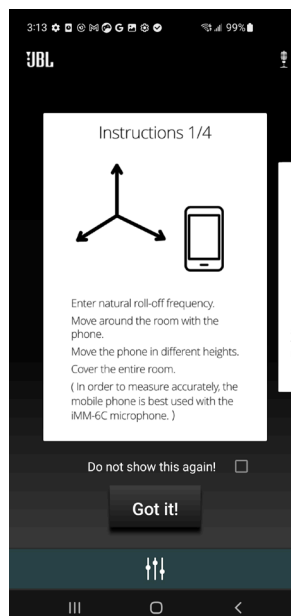 3:13 99%
JBL
Instructions 1/4
Enter natural roll-off frequency.
Move around the room with the
phone.
Move the phone in different heights.
Cover the entire room.
( In order to measure accurately, the
mobile phone is best used with the
iMM-6C microphone. )
Do not show this again!
Got it!